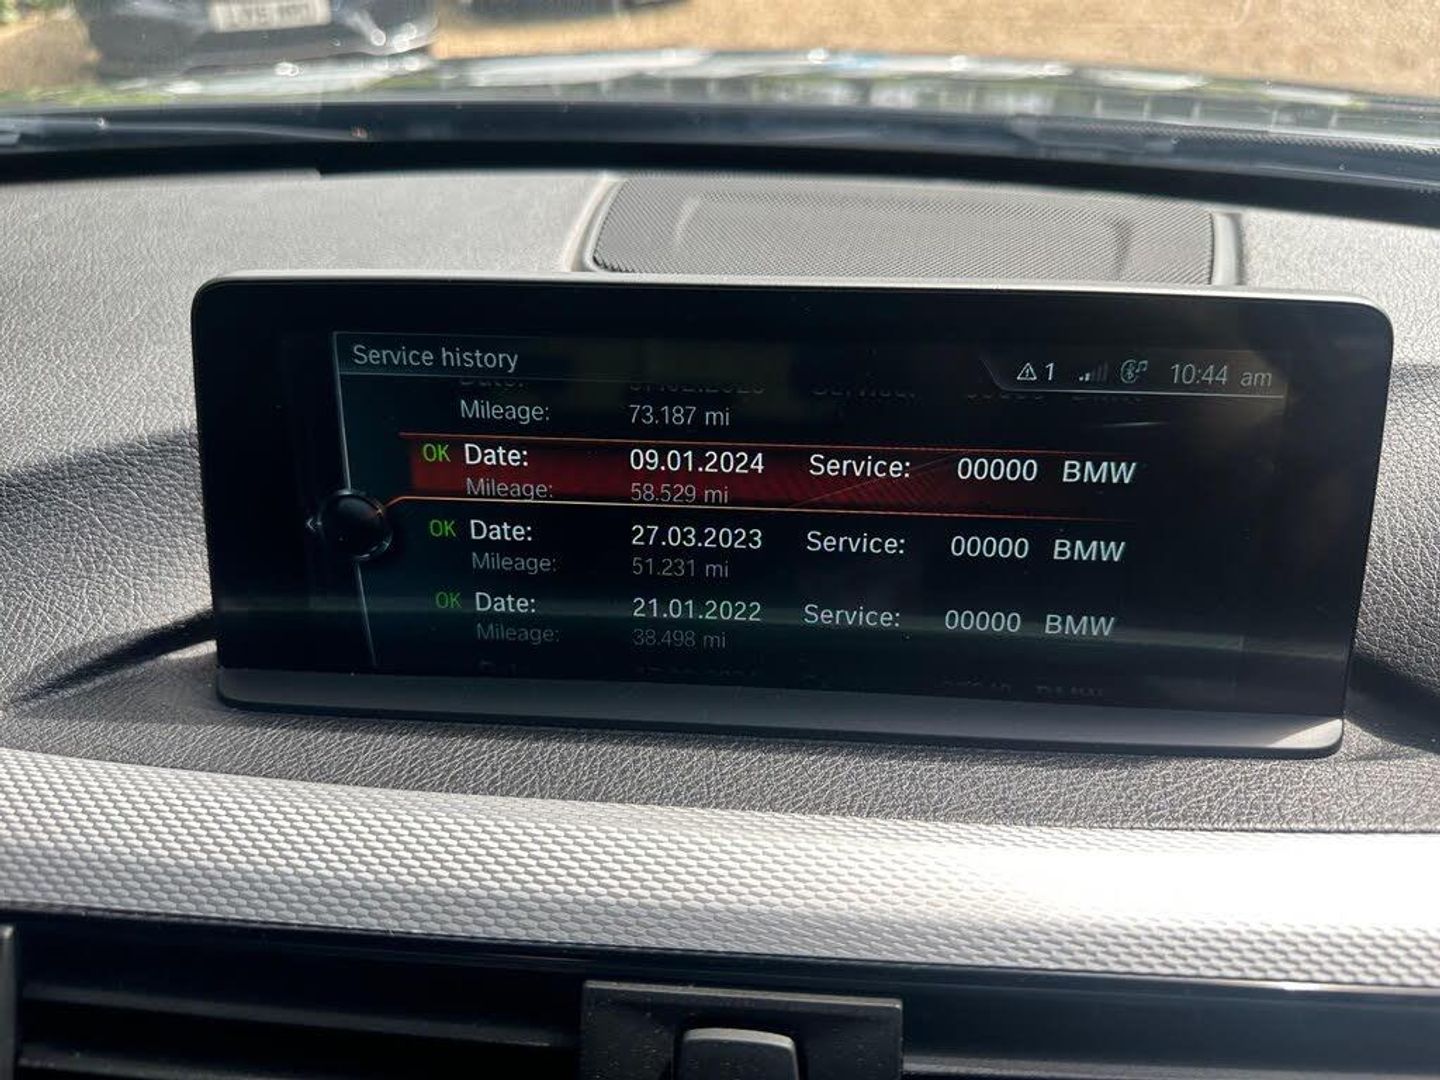 Service history
1 10:44 am
Mileage: 73.187 mi
OK Date: 09.01.2024 Service: 00000 BMW
Mileage: 58.529 mi
OK Date: 27.03.2023 Service: 00000 BMW
Mileage: 51.231 mi
OK Date: 21.01.2022 Service: 00000 BMW
Mileage: 38.498 mi